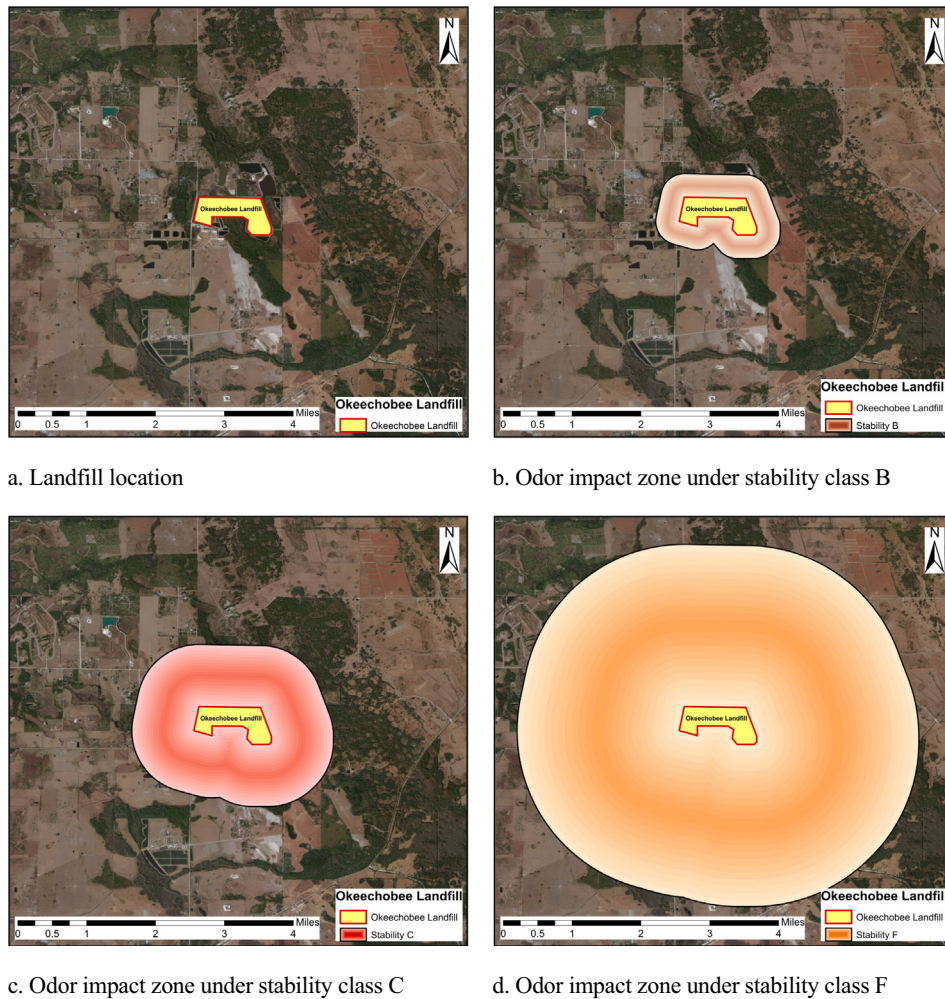 N
Okeechobee Landfill
Okeechobee Landfill
Miles
0 0.5 1 2 3 4
Okeechobee Landfill
N
Okeechobee Landfill
Okeechobee Landfill
Okeechobee Landfill
Miles
0 0.5 1 2 3 4
Stability B
a. Landfill location
b. Odor impact zone under stability class B
N
Okeechobee Landfill
Okeechobee Landfill
Okeechobee Landfill
Miles
0 0.5 1 2 3 4
Stability C
N
Okeechobee Landfill
Okeechobee Landfill
Okeechobee Landfill
Miles
0 0.5 1 2 3 4
Stability F
c. Odor impact zone under stability class C
d. Odor impact zone under stability class F